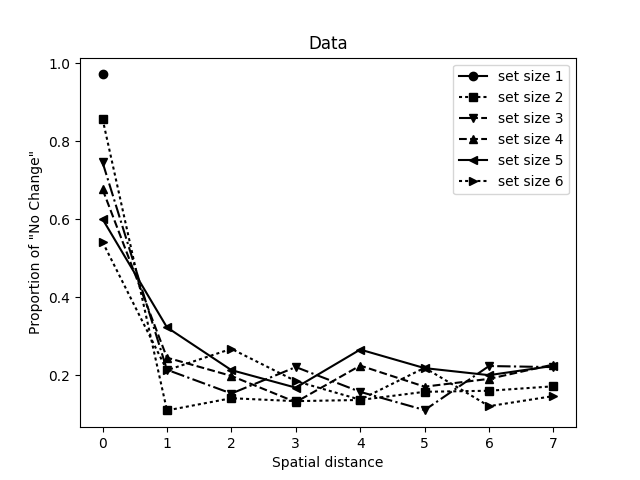 Data
1.0
0.8
0.6
0.4
0.2
Proportion of "No Change"
set size 1
set size 2
set size 3
set size 4
set size 5
set size 6
0 1 2 3 4 5 6 7
Spatial distance